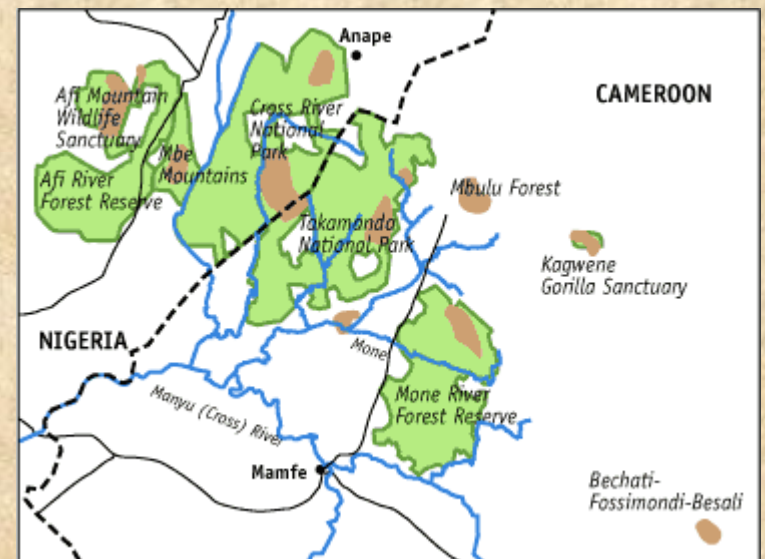 Anape
CAMEROON
Afi Mountain
Wildlife
Sanctuary
Cross River
National
Park
Mbe
Mountains
Afi River
Forest Reserve
Mbulu Forest
Takamanda
National Park
Kagwene
Gorilla Sanctuary
NIGERIA
Mone
Manyu (Cross) River
Mone River
Forest Reserve
Mamfe
Bechati-
Fossimondi-Besali